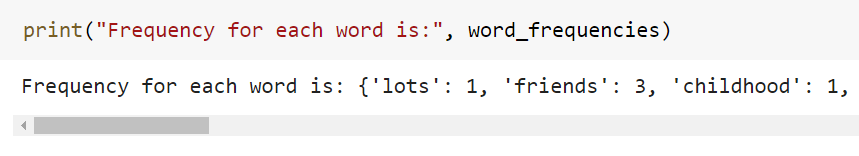 print("Frequency for each word is:", word_frequencies)
Frequency for each word is: {'lots': 1, 'friends': 3, 'childhood': 1,